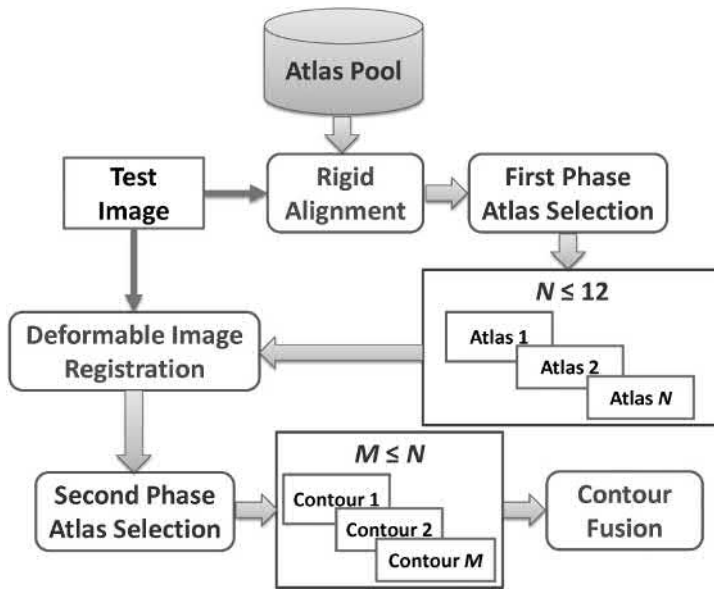 Atlas Pool
Test
Image
Rigid
Alignment
First Phase
Atlas Selection
N ≤ 12
Atlas 1
Atlas 2
Atlas N
Deformable Image
Registration
Second Phase
Atlas Selection
M ≤ N
Contour 1
Contour 2
Contour M
Contour
Fusion